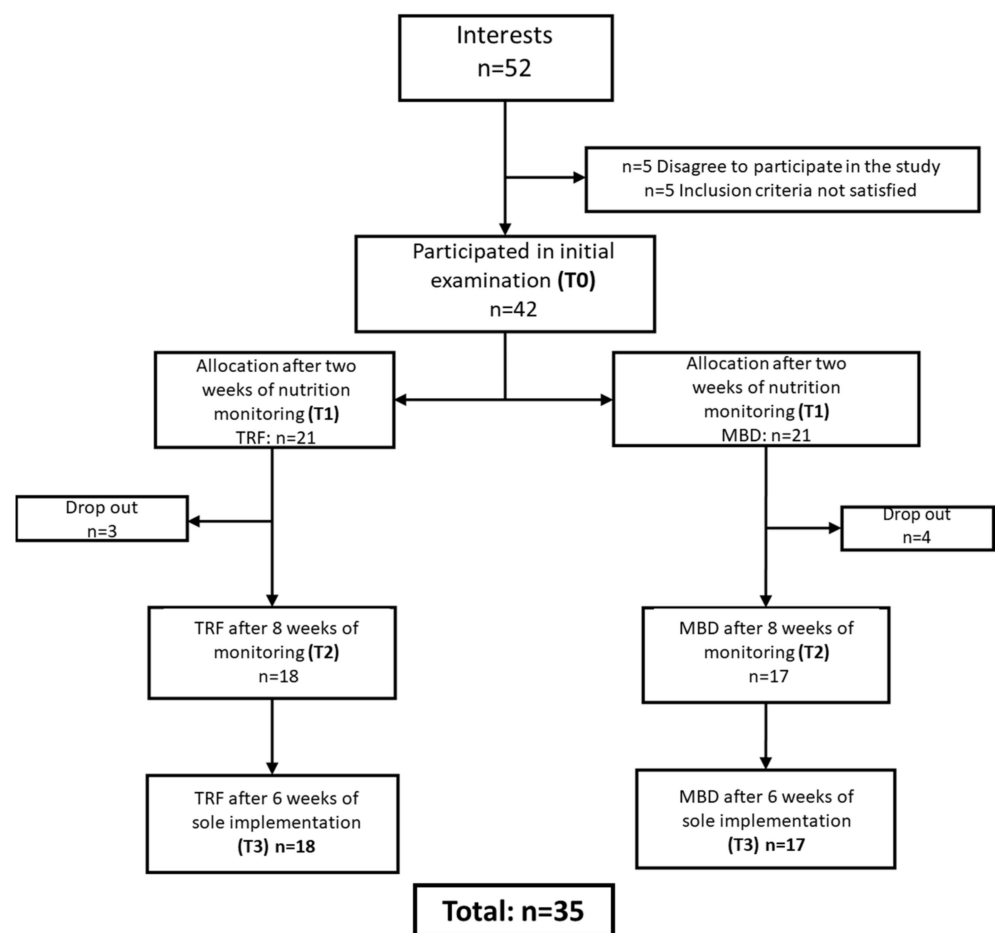 Interests
n=52
n=5 Disagree to participate in the study
n=5 Inclusion criteria not satisfied
Participated in initial
examination (T0)
n=42
Allocation after two
weeks of nutrition
monitoring (T1)
TRF: n=21
Allocation after two
weeks of nutrition
monitoring (T1)
MBD: n=21
Drop out
n=3
Drop out
n=4
TRF after 8 weeks of
monitoring (T2)
n=18
MBD after 8 weeks of
monitoring (T2)
n=17
TRF after 6 weeks of
sole implementation
(T3) n=18
MBD after 6 weeks of
sole implementation
(T3) n=17
Total: n=35